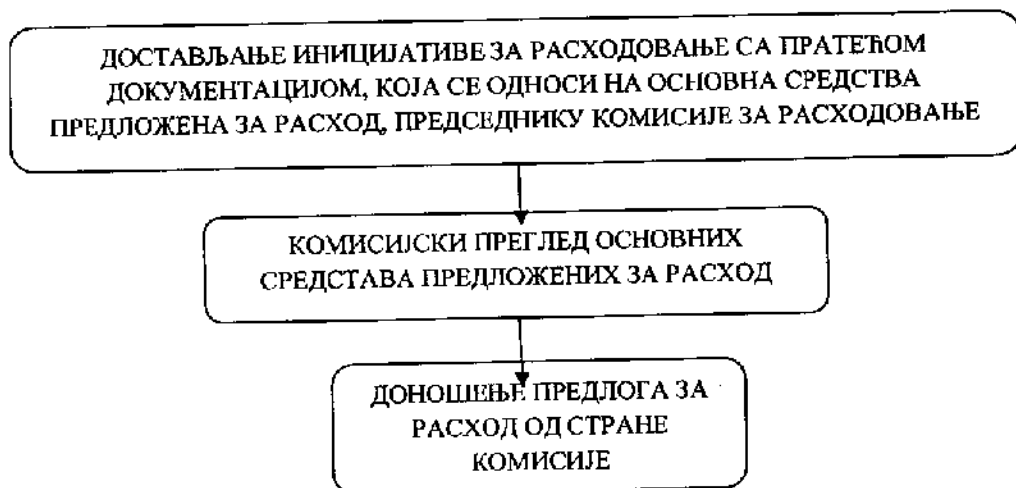 ДОСТАВЉАЊЕ ИНИЦИЈАТИВЕ ЗА РАСХОДОВАЊЕ СА ПРАТЕЋОМ
ДОКУМЕНТАЦИЈОМ, КОЈА СЕ ОДНОСИ НА ОСНОВНА СРЕДСТВА
ПРЕДЛОЖЕНА ЗА РАСХОД, ПРЕДСЕДНИКУ КОМИСИЈЕ ЗА РАСХОДОВАЊЕ
КОМИСИЈСКИ ПРЕГЛЕД ОСНОВНИХ
СРЕДСТАВА ПРЕДЛОЖЕНИХ ЗА РАСХОД
ДОНОШЕЊЕ ПРЕДЛОГА ЗА
РАСХОД ОД СТРАНЕ
КОМИСИЈЕ